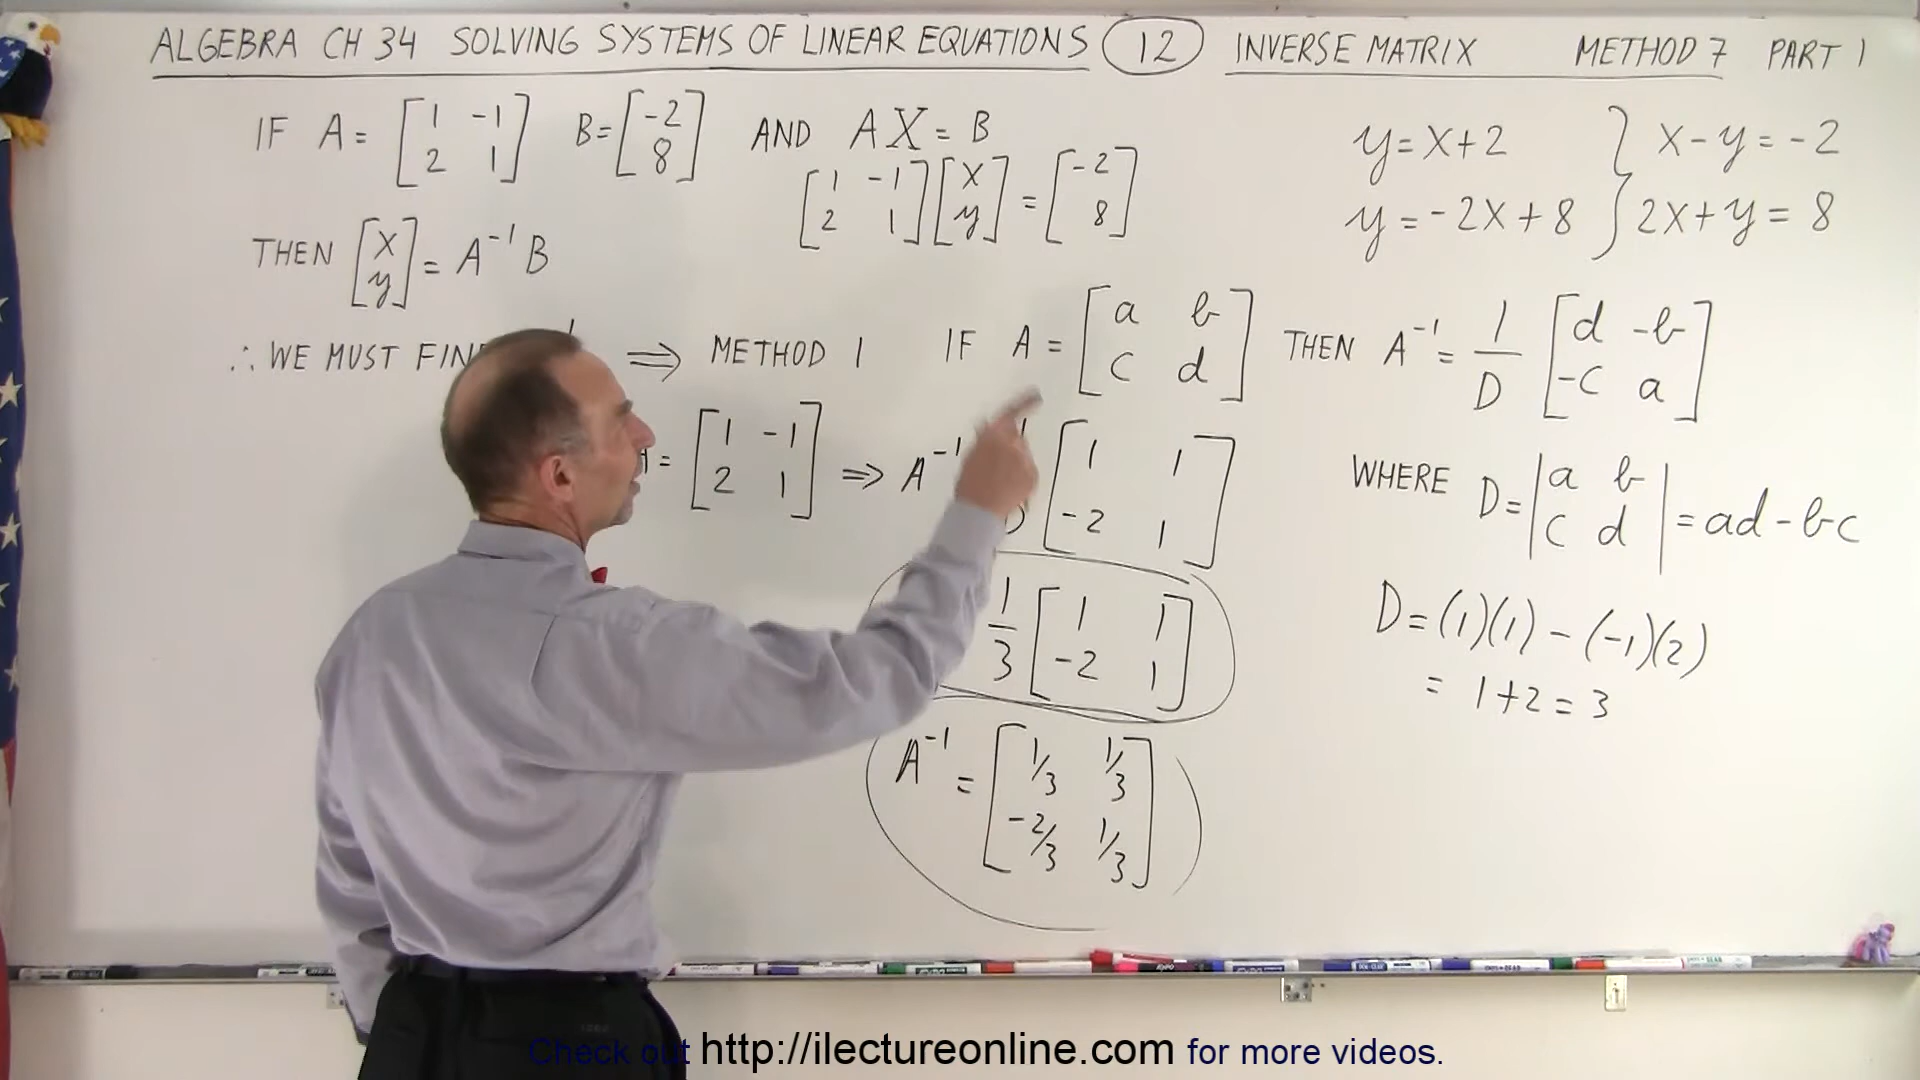 ALGEBRA CH 34 SOLVING SYSTEMS OF LINEAR EQUATIONS 12 INVERSE MATRIX METHOD 7 PART 1
IF A = [1 -1; 2 1] B = [-2; 8] AND AX = B
[1 -1; 2 1] [x; y] = [-2; 8]
y = x + 2 } x - y = -2
y = -2x + 8 } 2x + y = 8
THEN [x; y] = A⁻¹ B
∴ WE MUST ⇒ METHOD 1 IF A = [a b; c d] THEN A⁻¹ = 1/D [d -b; -c a]
A = [1 -1; 2 1] ⇒ A⁻¹ [1 1; -2 1]
WHERE D = |a b; c d| = ad - bc
1/3 [1 1; -2 1]
D = (1)(1) - (-1)(2)
= 1 + 2 = 3
A⁻¹ = [1/3 1/3; -2/3 1/3]
Check out http://ilectureonline.com for more videos.